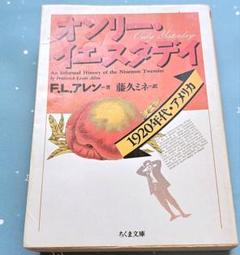 オンリー・
イエスタデイ
Only Yesterday
An Informal History of the Nineteen Twenties
by Frederick Lewis Allen
F.L.アレン=著 藤久ミネ=訳
1920年代・アメリカ
ちくま文庫